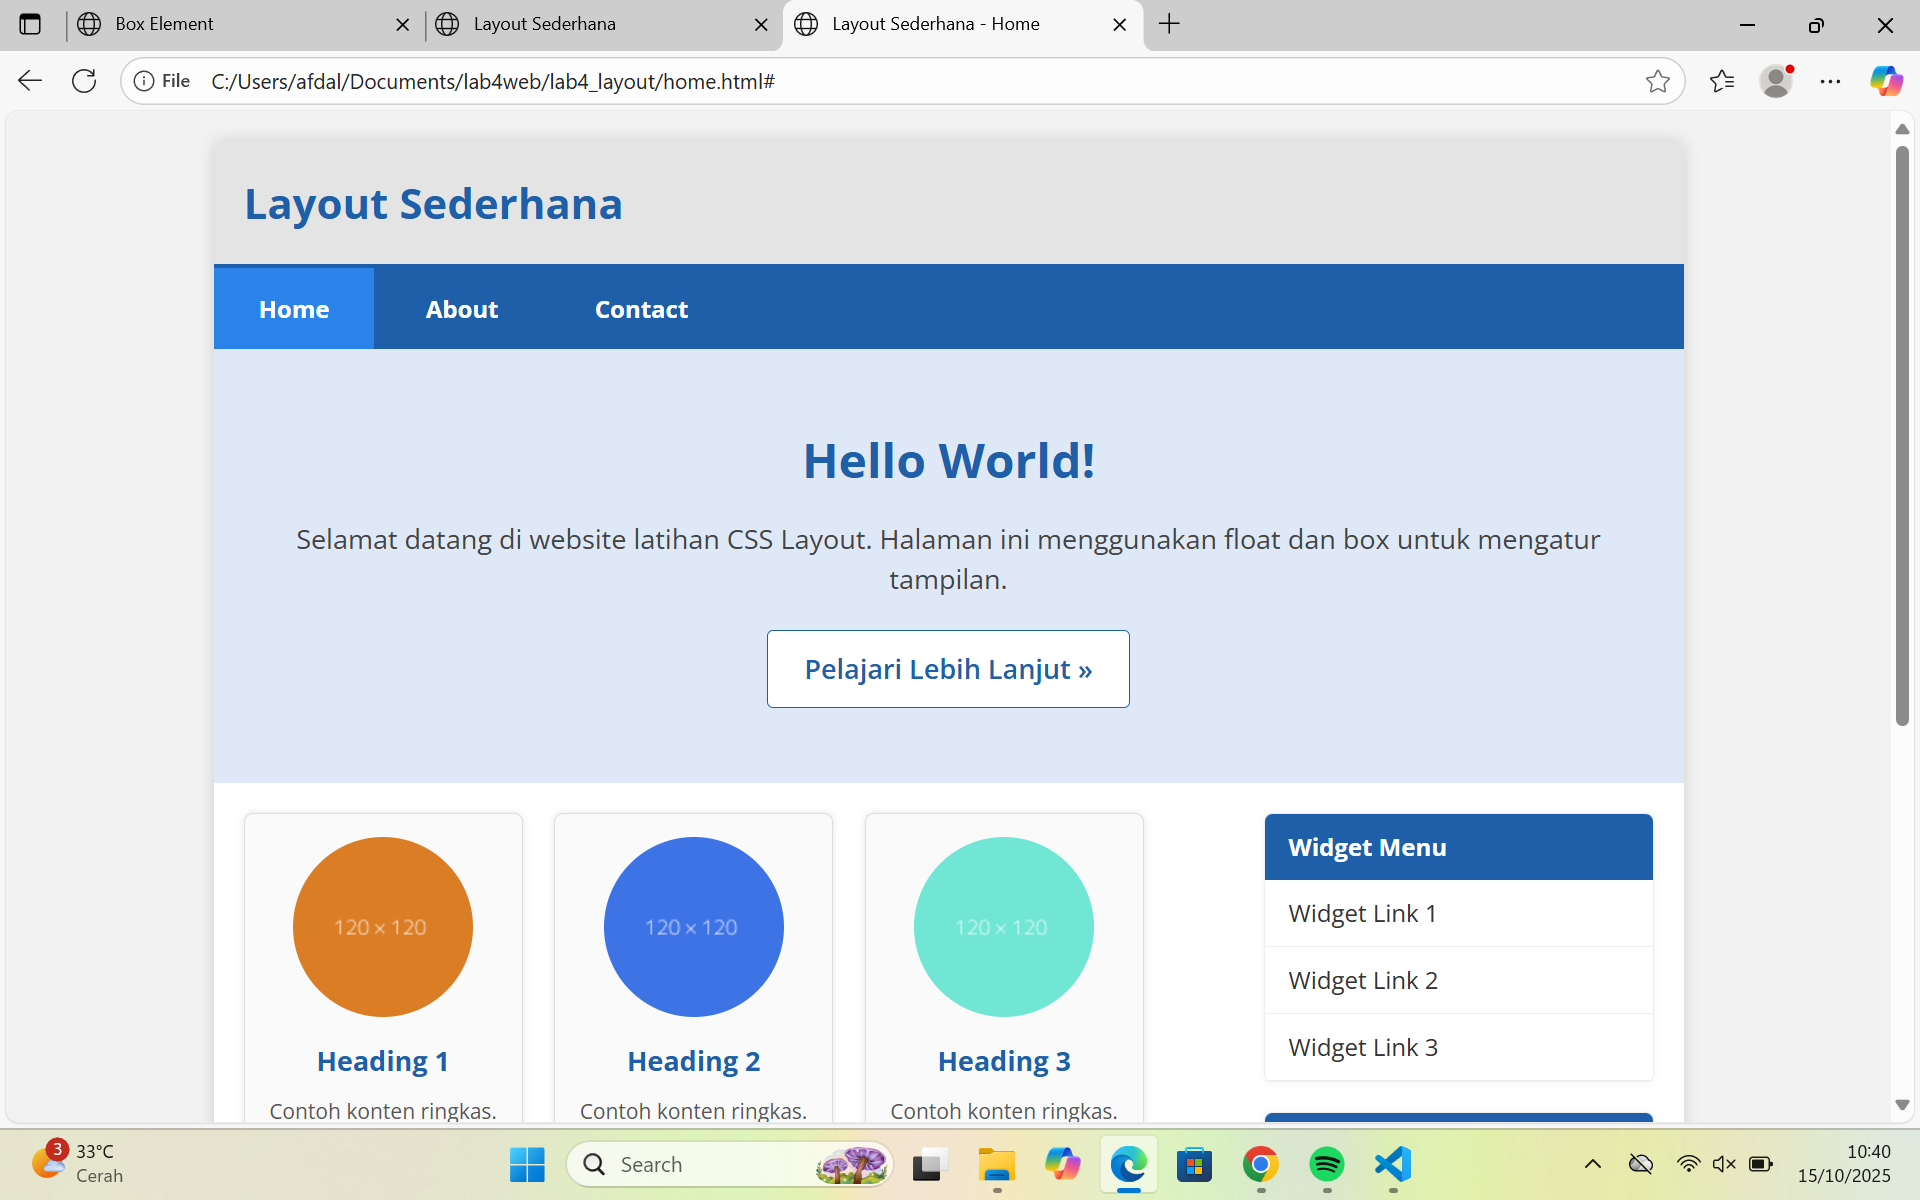 Box Element
Layout Sederhana
Layout Sederhana - Home
File
C:/Users/afdal/Documents/lab4web/lab4_layout/home.html#
Layout Sederhana
Home
About
Contact
Hello World!
Selamat datang di website latihan CSS Layout. Halaman ini menggunakan float dan box untuk mengatur
tampilan.
Pelajari Lebih Lanjut »
120 × 120
120 × 120
120 × 120
Heading 1
Heading 2
Heading 3
Contoh konten ringkas.
Contoh konten ringkas.
Contoh konten ringkas.
Widget Menu
Widget Link 1
Widget Link 2
Widget Link 3
3
33°C
Cerah
Search
10:40
15/10/2025